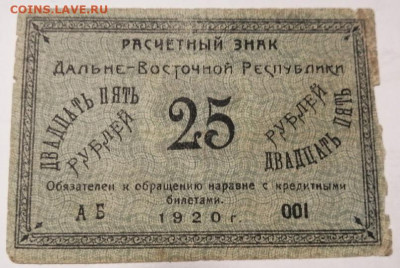 COINS.LAVE.RU
РАСЧЕТНЫЙ ЗНАК
ДАЛЬНЕ-ВОСТОЧНОЙ РЕСПУБЛИКИ
ДВАДЦАТЬ ПЯТЬ
РУБЛЕЙ
25
РУБЛЕЙ
ДВАДЦАТЬ ПЯТЬ
Обязателен к обращению наравне с кредитными
билетами.
А Б
001
1920 г.